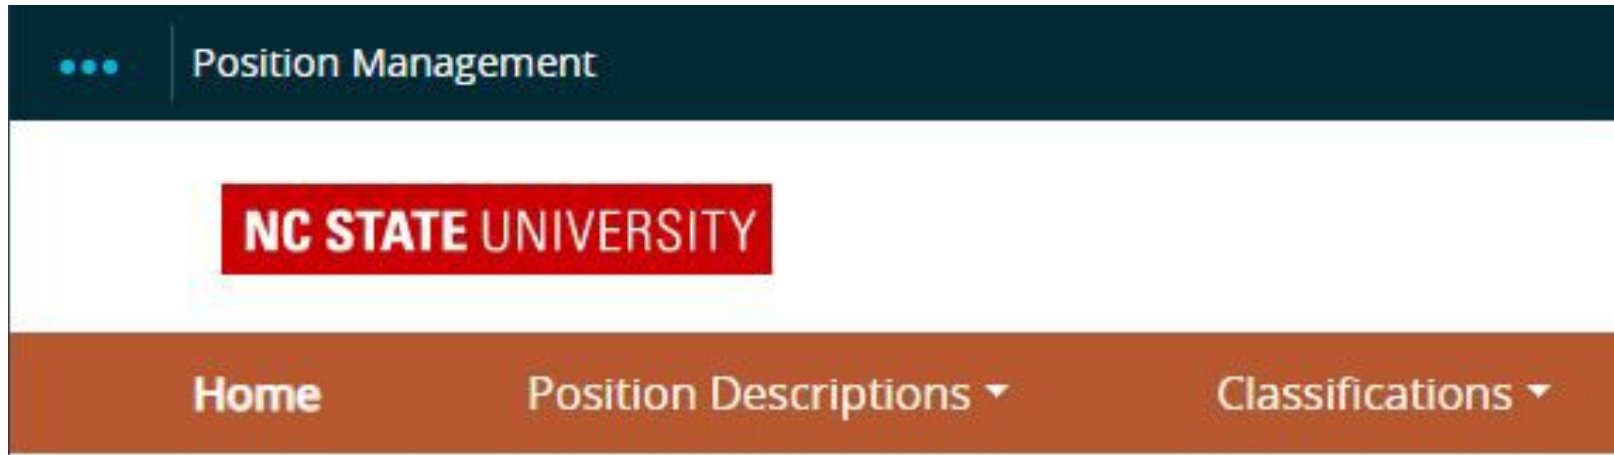 Position Management
NC STATE UNIVERSITY
Home Position Descriptions Classifications